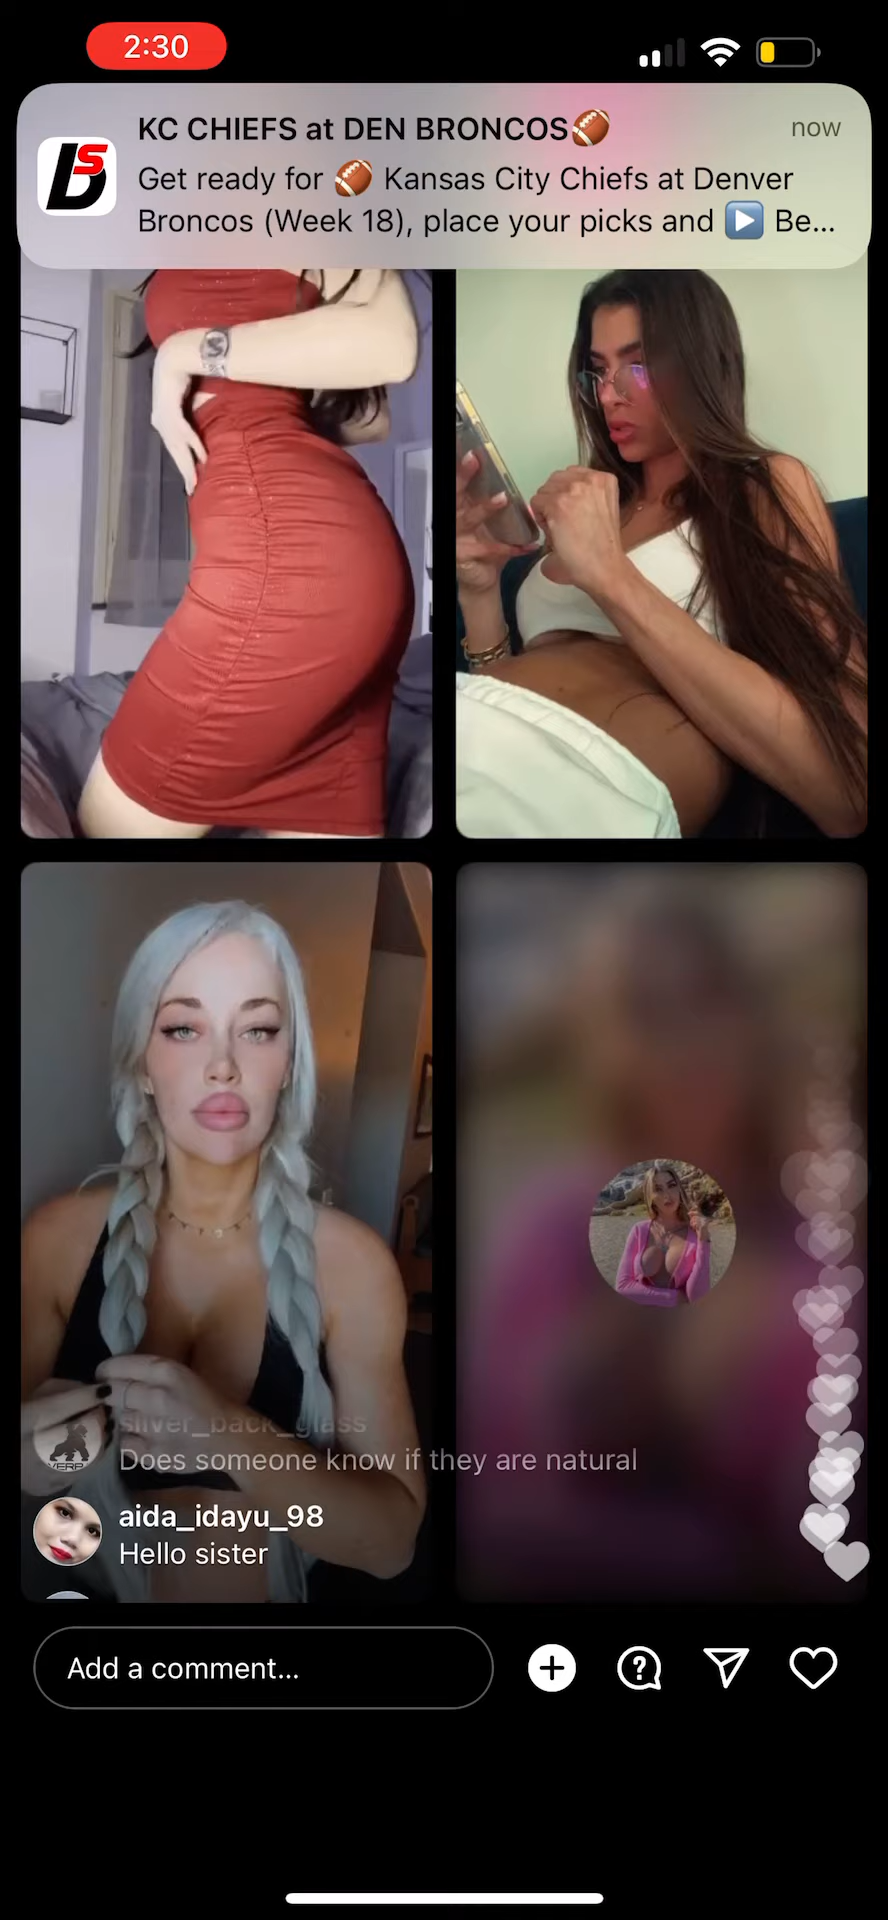 2:30
KC CHIEFS at DEN BRONCOS🏈
now
Get ready for 🏈 Kansas City Chiefs at Denver
Broncos (Week 18), place your picks and ▶️ Be...
silver_back_glass
Does someone know if they are natural
aida_idayu_98
Hello sister
Add a comment...